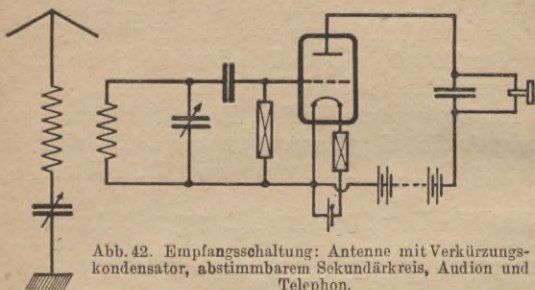 Abb. 42. Empfangsschaltung: Antenne mit Verkürzungs-
kondensator, abstimmbarem Sekundärkreis, Audion und
Telephon.